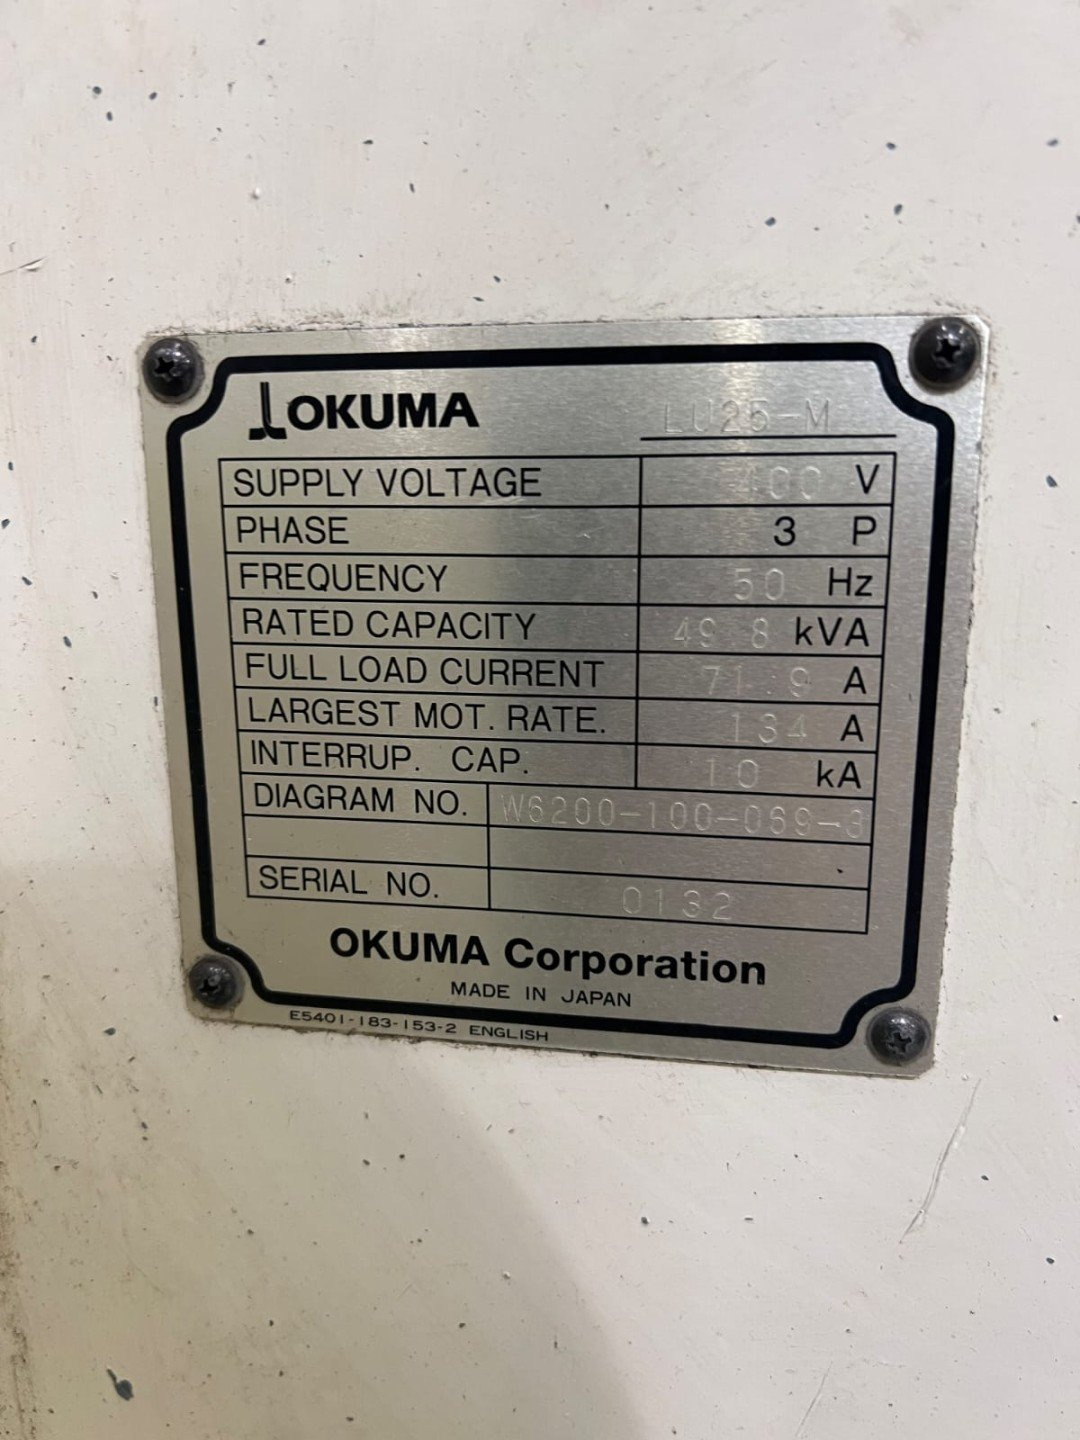 OKUMA LU25-M
SUPPLY VOLTAGE 400 V
PHASE 3 P
FREQUENCY 50 Hz
RATED CAPACITY 49.8 kVA
FULL LOAD CURRENT 71.9 A
LARGEST MOT. RATE. 134 A
INTERRUP. CAP. 10 kA
DIAGRAM NO. W6200-100-069-3
SERIAL NO. 0132
OKUMA Corporation
MADE IN JAPAN
E5401-183-153-2 ENGLISH